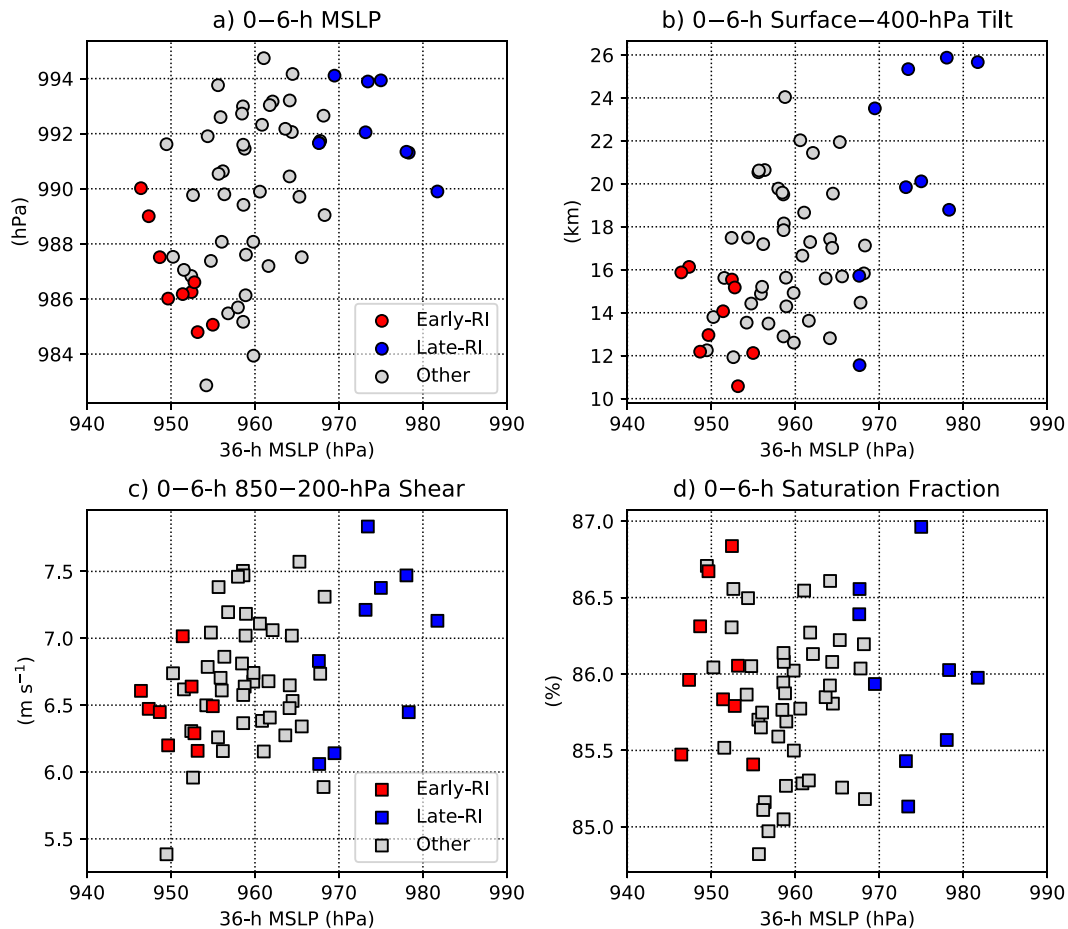 a) 0−6-h MSLP
994
992
990
988
986
984
(hPa)
Early-RI
Late-RI
Other
940 950 960 970 980 990
36-h MSLP (hPa)
b) 0−6-h Surface−400-hPa Tilt
26
24
22
20
18
16
14
12
10
(km)
940 950 960 970 980 990
36-h MSLP (hPa)
c) 0−6-h 850−200-hPa Shear
7.5
7.0
6.5
6.0
5.5
(m s⁻¹)
Early-RI
Late-RI
Other
940 950 960 970 980 990
36-h MSLP (hPa)
d) 0−6-h Saturation Fraction
87.0
86.5
86.0
85.5
85.0
(%)
940 950 960 970 980 990
36-h MSLP (hPa)